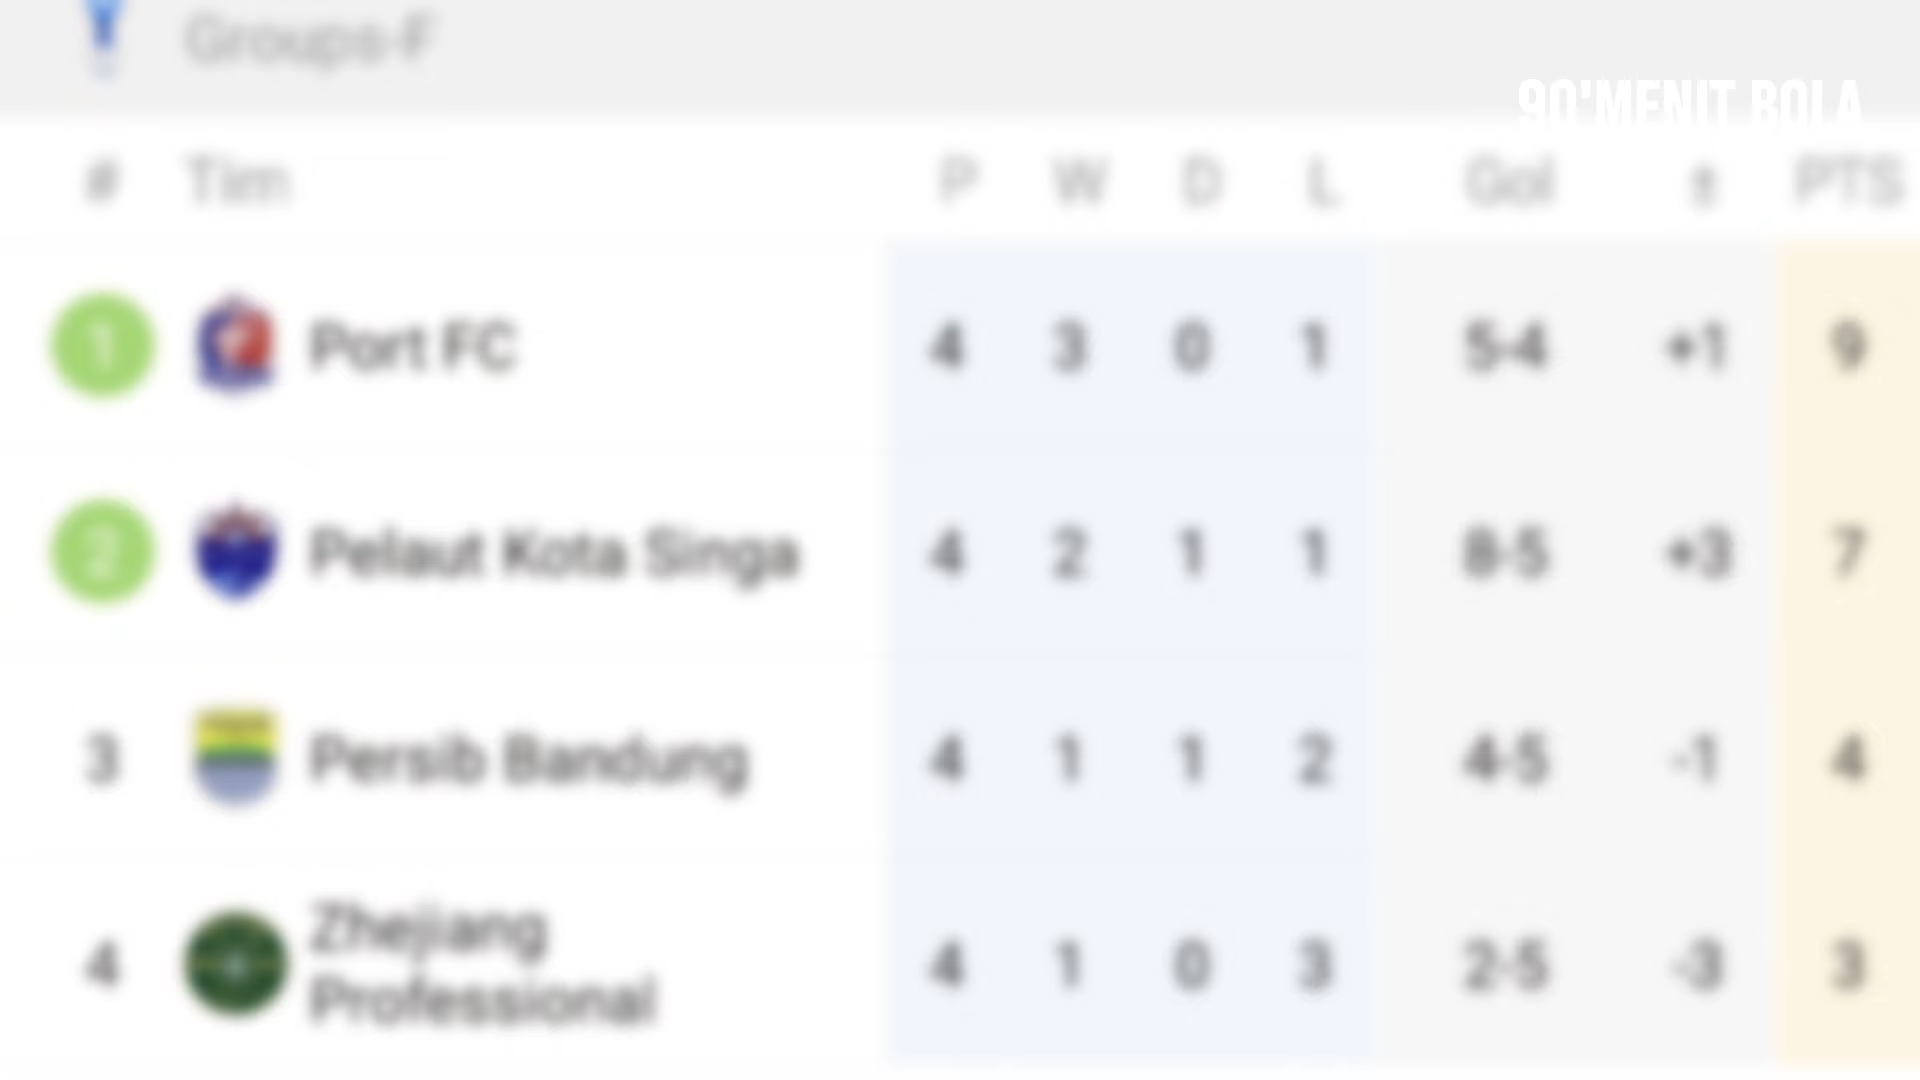 Groups-F
90'MENIT BOLA
# Tim P W D L Gol ± PTS
1 Port FC 4 3 0 1 5-4 +1 9
2 Pelaut Kota Singa 4 2 1 1 8-5 +3 7
3 Persib Bandung 4 1 1 2 4-5 -1 4
4 Zhejiang Professional 4 1 0 3 2-5 -3 3